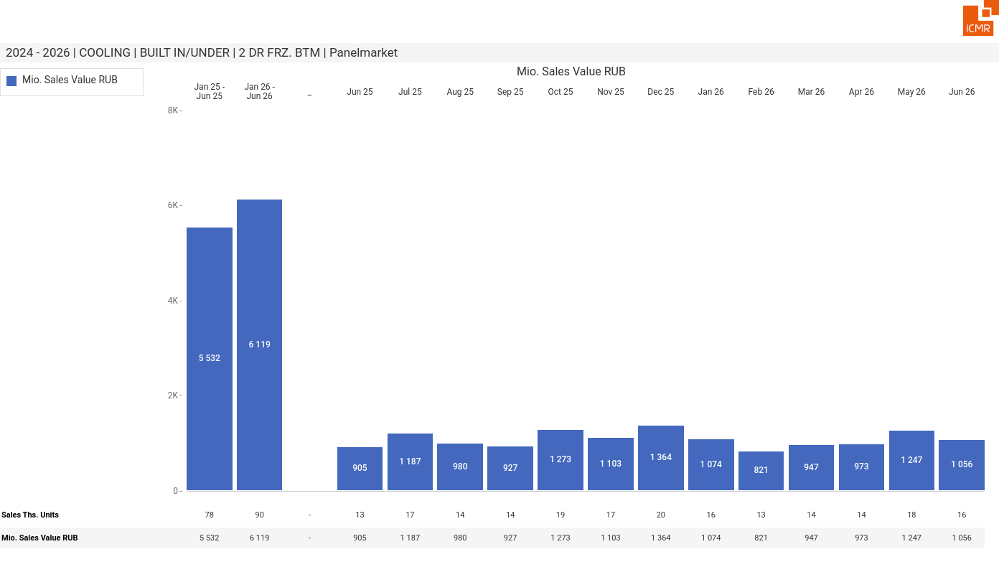 ICMR
2024 - 2026 | COOLING | BUILT IN/UNDER | 2 DR FRZ. BTM | Panelmarket
Mio. Sales Value RUB
Mio. Sales Value RUB
Jan 25 - Jun 25 Jan 26 - Jun 26 – Jun 25 Jul 25 Aug 25 Sep 25 Oct 25 Nov 25 Dec 25 Jan 26 Feb 26 Mar 26 Apr 26 May 26 Jun 26
8K
6K
4K
2K
0
5 532 6 119 905 1 187 980 927 1 273 1 103 1 364 1 074 821 947 973 1 247 1 056
Sales Ths. Units 78 90 - 13 17 14 14 19 17 20 16 13 14 14 18 16
Mio. Sales Value RUB 5 532 6 119 - 905 1 187 980 927 1 273 1 103 1 364 1 074 821 947 973 1 247 1 056